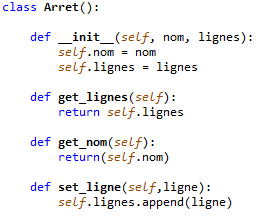 class Arret():

    def __init__(self, nom, lignes):
        self.nom = nom
        self.lignes = lignes

    def get_lignes(self):
        return self.lignes

    def get_nom(self):
        return(self.nom)

    def set_ligne(self,ligne):
        self.lignes.append(ligne)